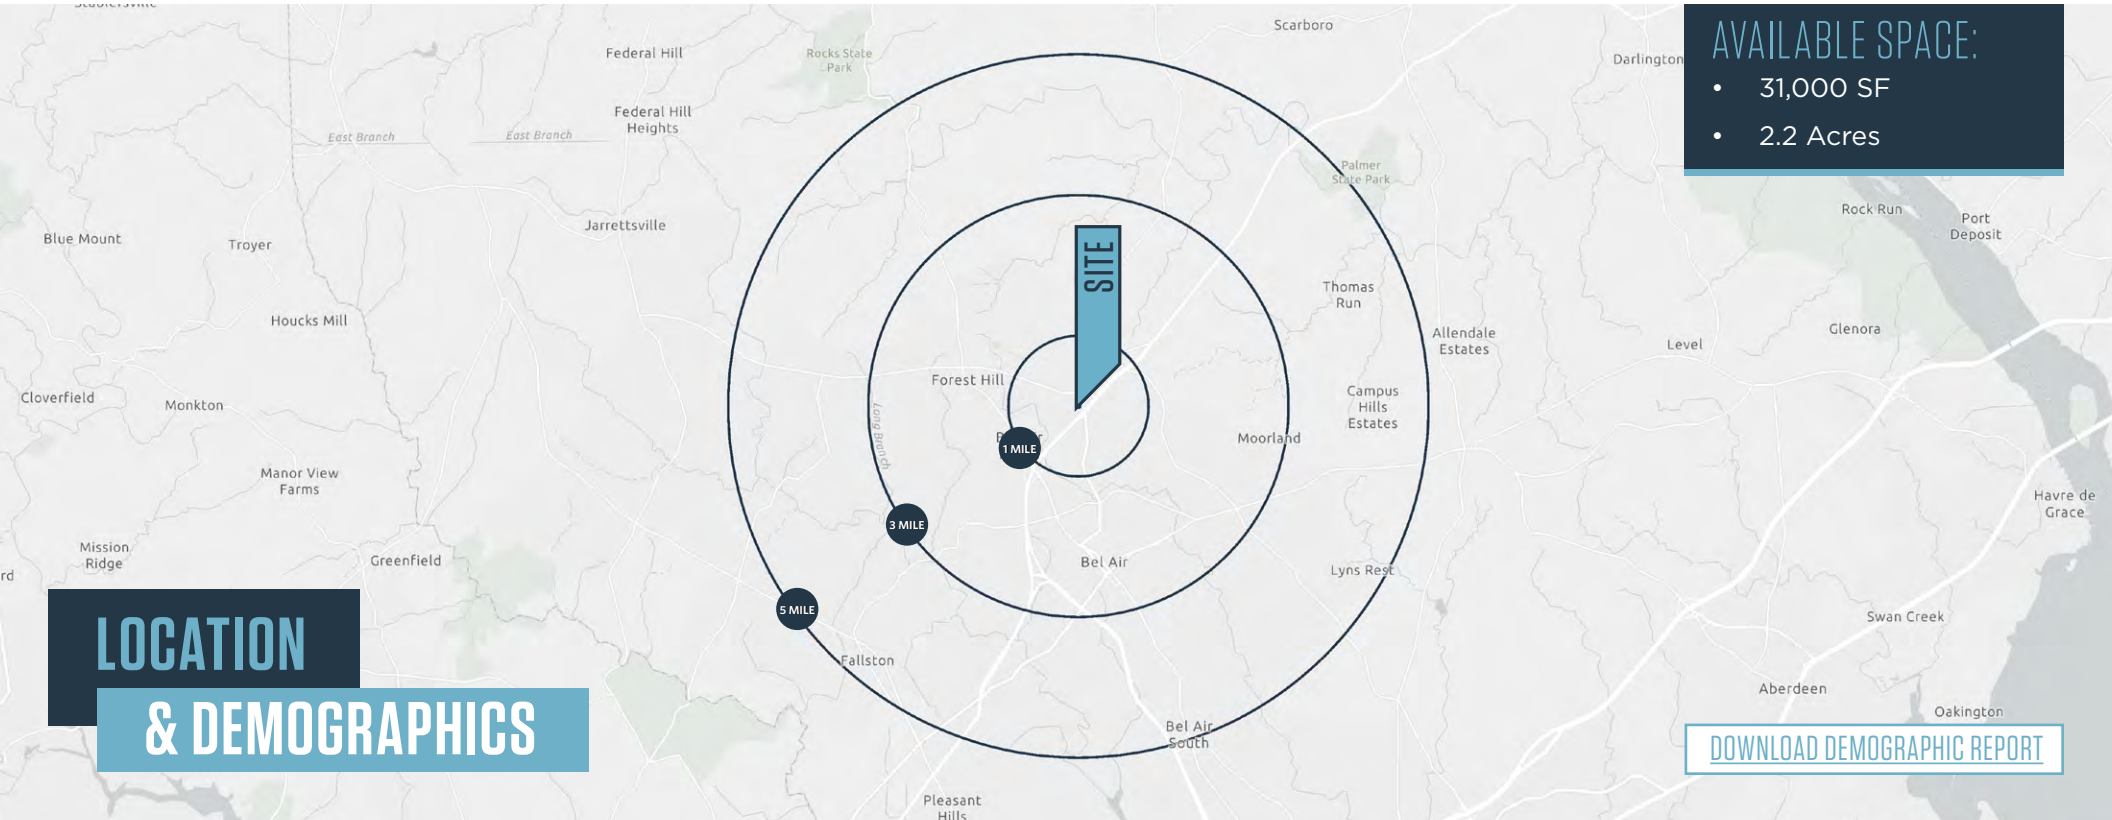 Scarboro
AVAILABLE SPACE:
• 31,000 SF
• 2.2 Acres
Federal Hill
Rocks State
Park
Darlington
Federal Hill
Heights
East Branch
East Branch
Palmer
State Park
Rock Run
Port
Deposit
Jarrettsville
Blue Mount
Troyer
SITE
Thomas
Run
Houcks Mill
Allendale
Estates
Glenora
Level
Forest Hill
Cloverfield
Monkton
Campus
Hills
Estates
Long Branch
Moorland
1 MILE
Manor View
Farms
Havre de
Grace
3 MILE
Mission
Ridge
Greenfield
Bel Air
Lyns Rest
rd
5 MILE
Swan Creek
LOCATION
& DEMOGRAPHICS
Fallston
Aberdeen
Oakington
Bel Air
South
DOWNLOAD DEMOGRAPHIC REPORT
Pleasant
Hills